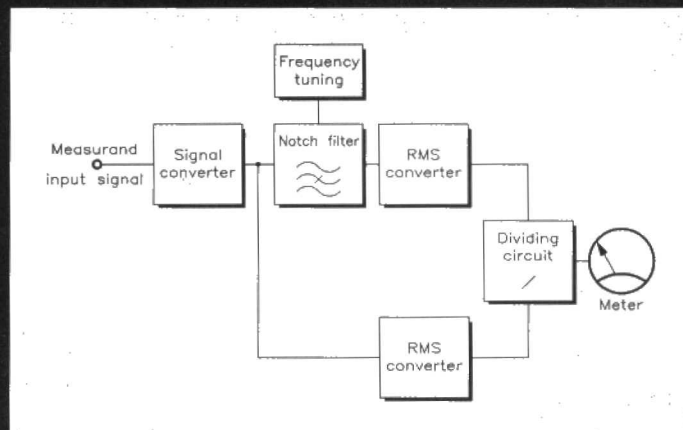 Frequency
tuning
Measurand
input signal
Signal
converter
Notch filter
RMS
converter
Dividing
circuit
/
Meter
RMS
converter